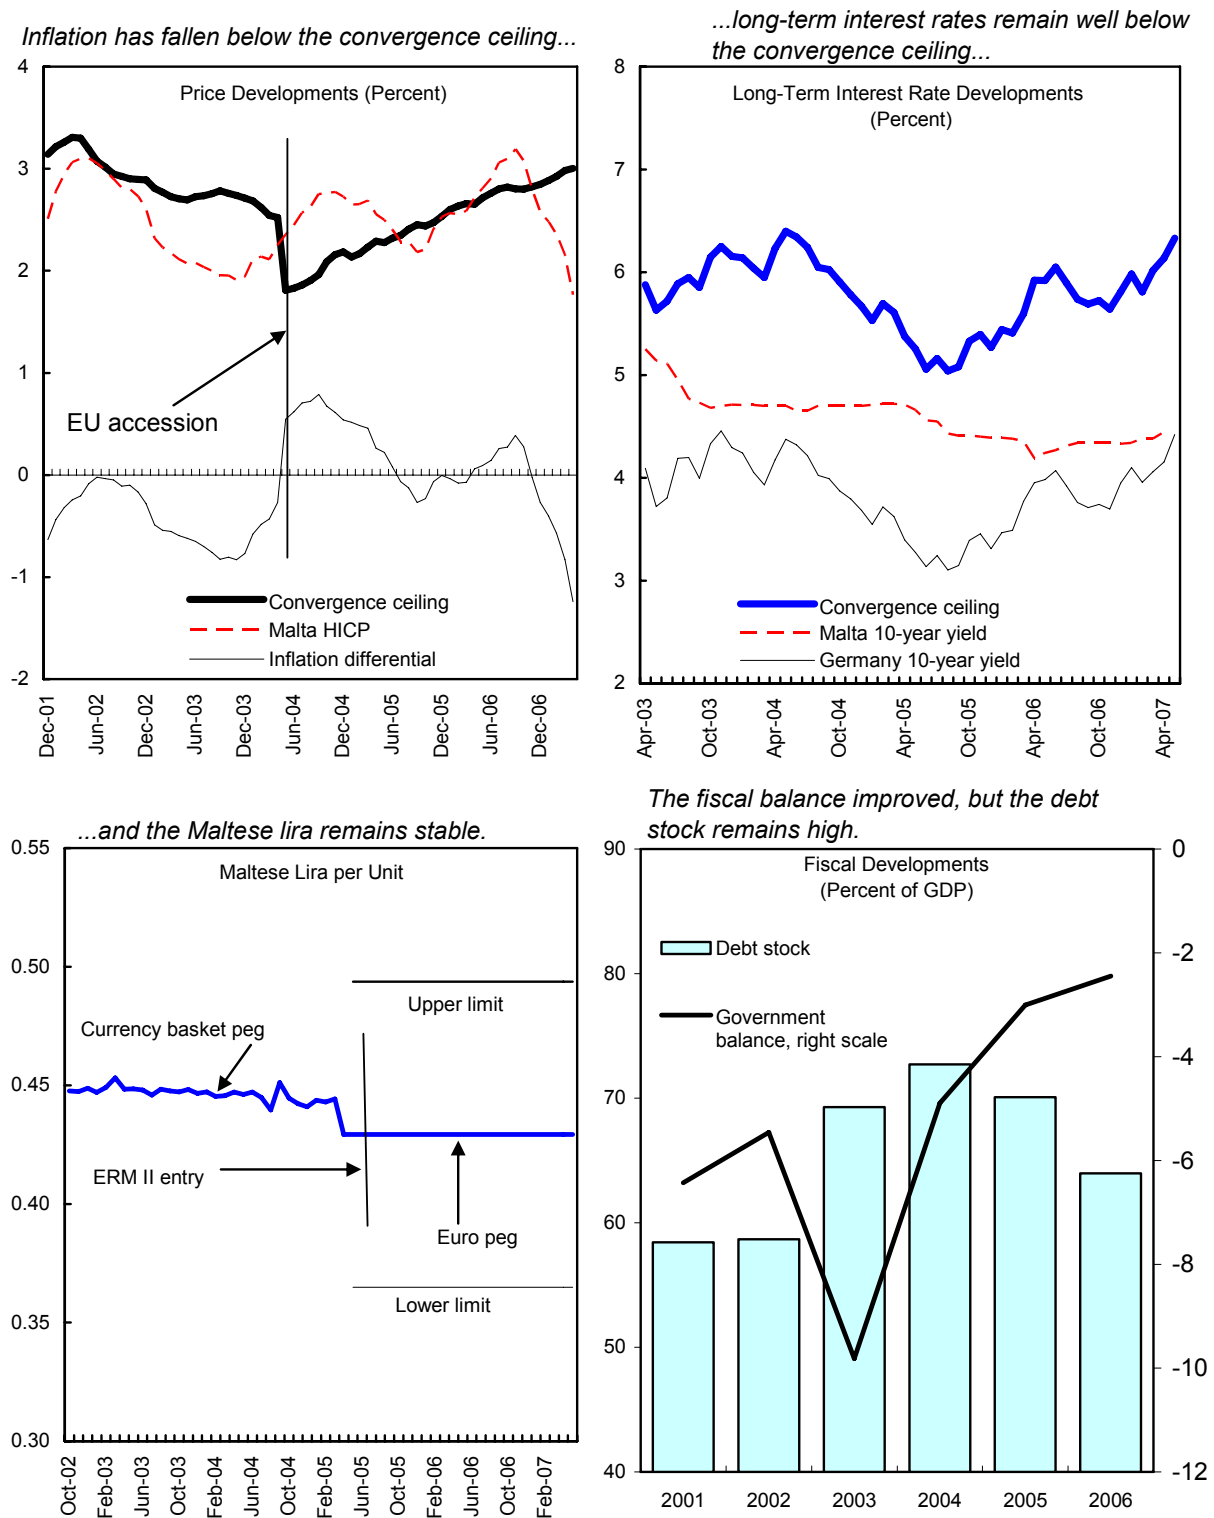 Inflation has fallen below the convergence ceiling...
4
3
2
1
0
-1
-2
Price Developments (Percent)
EU accession
Convergence ceiling
Malta HICP
Inflation differential
Dec-01
Jun-02
Dec-02
Jun-03
Dec-03
Jun-04
Dec-04
Jun-05
Dec-05
Jun-06
Dec-06
...long-term interest rates remain well below
the convergence ceiling...
8
7
6
5
4
3
2
Long-Term Interest Rate Developments
(Percent)
Convergence ceiling
Malta 10-year yield
Germany 10-year yield
Apr-03
Oct-03
Apr-04
Oct-04
Apr-05
Oct-05
Apr-06
Oct-06
Apr-07
...and the Maltese lira remains stable.
0.55
0.50
0.45
0.40
0.35
0.30
Maltese Lira per Unit
Upper limit
Currency basket peg
ERM II entry
Euro peg
Lower limit
Oct-02
Feb-03
Jun-03
Oct-03
Feb-04
Jun-04
Oct-04
Feb-05
Jun-05
Oct-05
Feb-06
Jun-06
Oct-06
Feb-07
The fiscal balance improved, but the debt
stock remains high.
90
80
70
60
50
40
Fiscal Developments
(Percent of GDP)
Debt stock
Government
balance, right scale
0
-2
-4
-6
-8
-10
-12
2001
2002
2003
2004
2005
2006